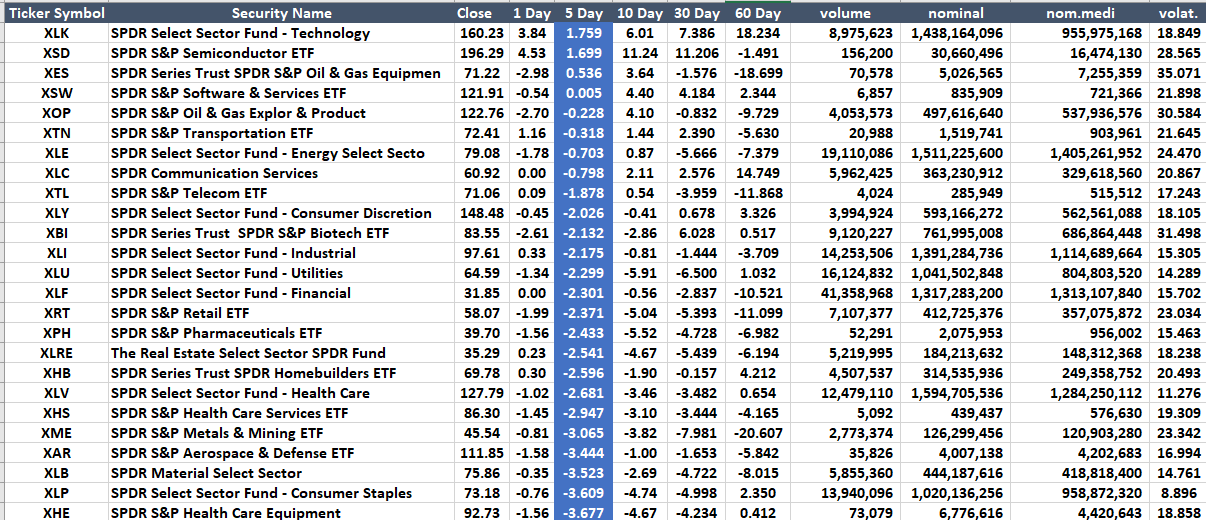 Ticker Symbol Security Name Close 1 Day 5 Day 10 Day 30 Day 60 Day volume nominal nom.medi volat.
XLK SPDR Select Sector Fund - Technology 160.23 3.84 1.759 6.01 7.386 18.234 8,975,623 1,438,164,096 955,975,168 18.849
XSD SPDR S&P Semiconductor ETF 196.29 4.53 1.699 11.24 11.206 -1.491 156,200 30,660,496 16,474,130 28.565
XES SPDR Series Trust SPDR S&P Oil & Gas Equipmen 71.22 -2.98 0.536 3.64 -1.576 -18.699 70,578 5,026,565 7,255,359 35.071
XSW SPDR S&P Software & Services ETF 121.91 -0.54 0.005 4.40 4.184 2.344 6,857 835,909 721,366 21.898
XOP SPDR S&P Oil & Gas Explor & Product 122.76 -2.70 -0.228 4.10 -0.832 -9.729 4,053,573 497,616,640 537,936,576 30.584
XTN SPDR S&P Transportation ETF 72.41 1.16 -0.318 1.44 2.390 -5.630 20,988 1,519,741 903,961 21.645
XLE SPDR Select Sector Fund - Energy Select Secto 79.08 -1.78 -0.703 0.87 -5.666 -7.379 19,110,086 1,511,225,600 1,405,261,952 24.470
XLC SPDR Communication Services 60.92 0.00 -0.798 2.11 2.576 14.749 5,962,425 363,230,912 329,618,560 20.867
XTL SPDR S&P Telecom ETF 71.06 0.09 -1.878 0.54 -3.959 -11.868 4,024 285,949 515,512 17.243
XLY SPDR Select Sector Fund - Consumer Discretion 148.48 -0.45 -2.026 -0.41 0.678 3.326 3,994,924 593,166,272 562,561,088 18.105
XBI SPDR Series Trust SPDR S&P Biotech ETF 83.55 -2.61 -2.132 -2.86 6.028 0.517 9,120,227 761,995,008 686,864,448 31.498
XLI SPDR Select Sector Fund - Industrial 97.61 0.33 -2.175 -0.81 -1.444 -3.709 14,253,506 1,391,284,736 1,114,689,664 15.305
XLU SPDR Select Sector Fund - Utilities 64.59 -1.34 -2.299 -5.91 -6.500 1.032 16,124,832 1,041,502,848 804,803,520 14.289
XLF SPDR Select Sector Fund - Financial 31.85 0.00 -2.301 -0.56 -2.837 -10.521 41,358,968 1,317,283,200 1,313,107,840 15.702
XRT SPDR S&P Retail ETF 58.07 -1.99 -2.371 -5.04 -5.393 -11.099 7,107,377 412,725,376 357,075,872 23.034
XPH SPDR S&P Pharmaceuticals ETF 39.70 -1.56 -2.433 -5.52 -4.728 -6.982 52,291 2,075,953 956,002 15.463
XLRE The Real Estate Select Sector SPDR Fund 35.29 0.23 -2.541 -4.67 -5.439 -6.194 5,219,995 184,213,632 148,312,368 18.238
XHB SPDR Series Trust SPDR Homebuilders ETF 69.78 0.30 -2.596 -1.90 -0.157 4.212 4,507,537 314,535,936 249,358,752 20.493
XLV SPDR Select Sector Fund - Health Care 127.79 -1.02 -2.681 -3.46 -3.482 0.654 12,479,110 1,594,705,536 1,284,250,112 11.276
XHS SPDR S&P Health Care Services ETF 86.30 -1.45 -2.947 -3.10 -3.444 -4.165 5,092 439,437 576,630 19.309
XME SPDR S&P Metals & Mining ETF 45.54 -0.81 -3.065 -3.82 -7.981 -20.607 2,773,374 126,299,456 120,903,280 23.342
XAR SPDR S&P Aerospace & Defense ETF 111.85 -1.58 -3.444 -1.00 -1.653 -5.842 35,826 4,007,138 4,202,683 16.994
XLB SPDR Material Select Sector 75.86 -0.35 -3.523 -2.69 -4.722 -8.015 5,855,360 444,187,616 418,818,400 14.761
XLP SPDR Select Sector Fund - Consumer Staples 73.18 -0.76 -3.609 -4.74 -4.998 2.350 13,940,096 1,020,136,256 958,872,320 8.896
XHE SPDR S&P Health Care Equipment 92.73 -1.56 -3.677 -4.67 -4.234 0.412 73,079 6,776,616 4,420,643 18.858